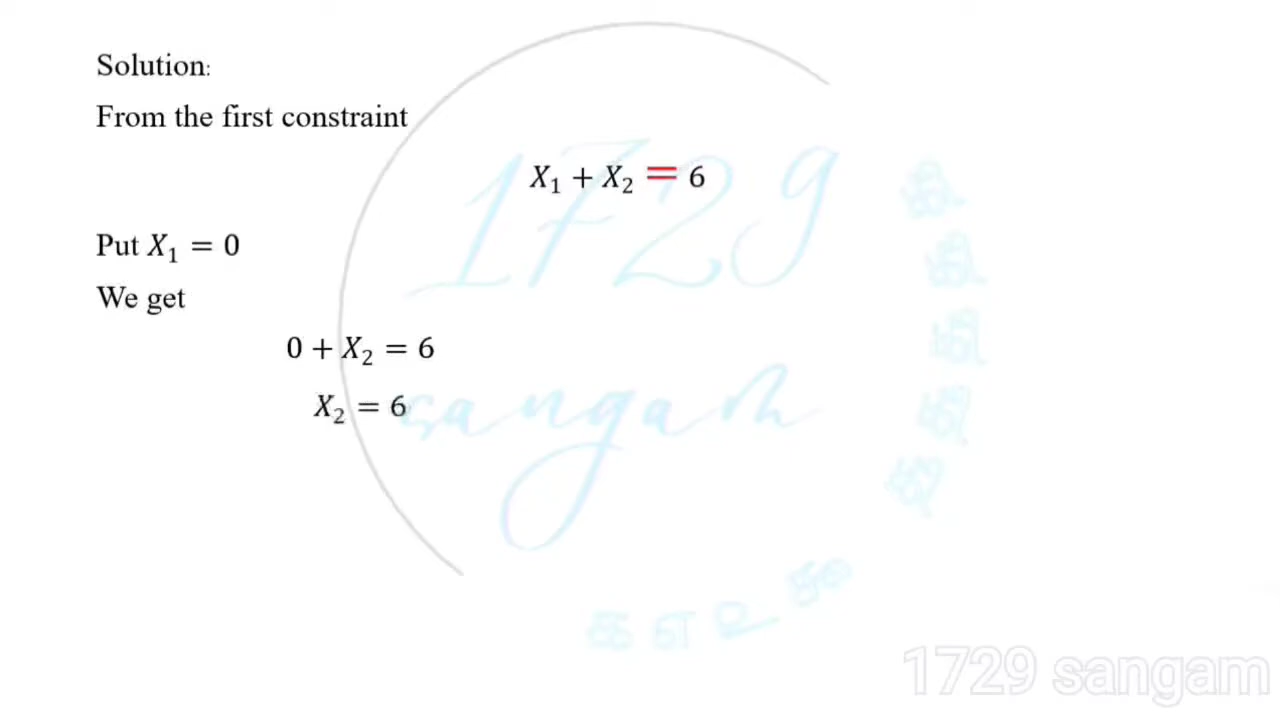 Solution:
From the first constraint
X₁ + X₂ = 6
Put X₁ = 0
We get
0 + X₂ = 6
X₂ = 6
1729
sangam
1729 sangam